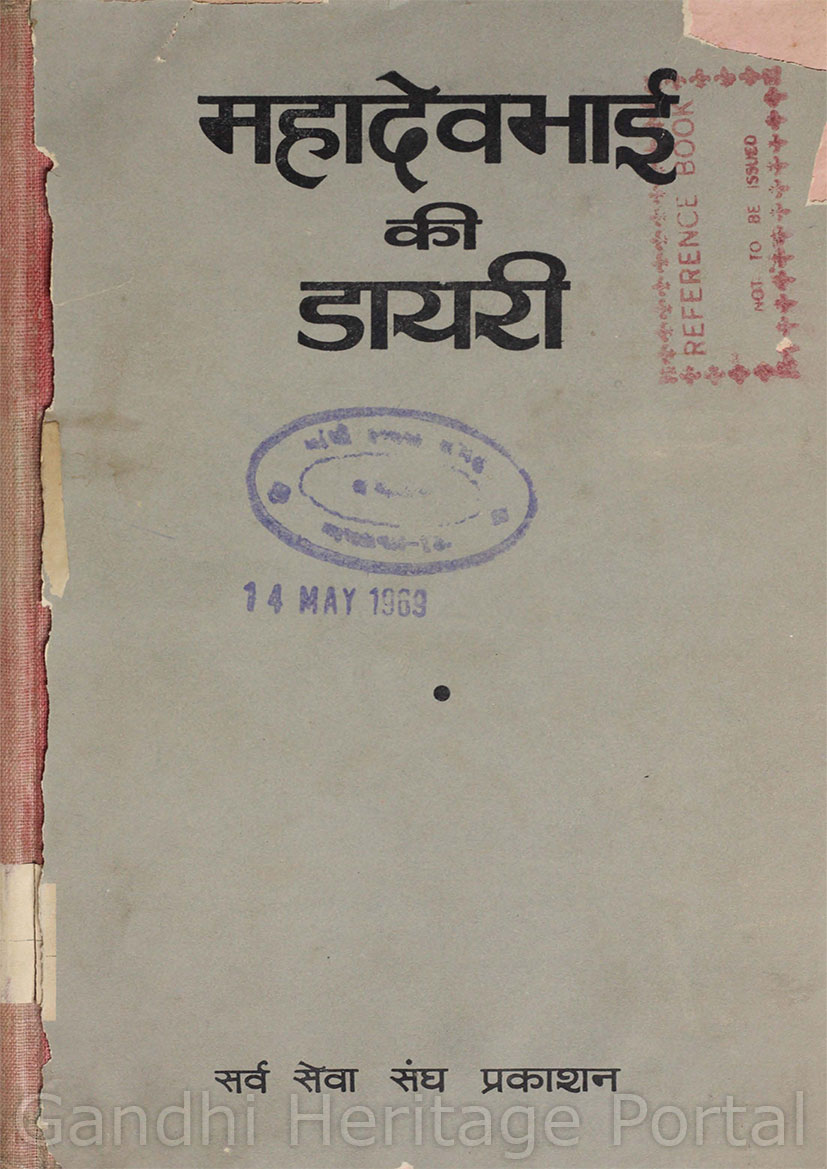 महादेवभाई
की
डायरी
REFERENCE BOOK
NOT TO BE ISSUED
14 MAY 1969
सर्व सेवा संघ प्रकाशन
Gandhi Heritage Portal